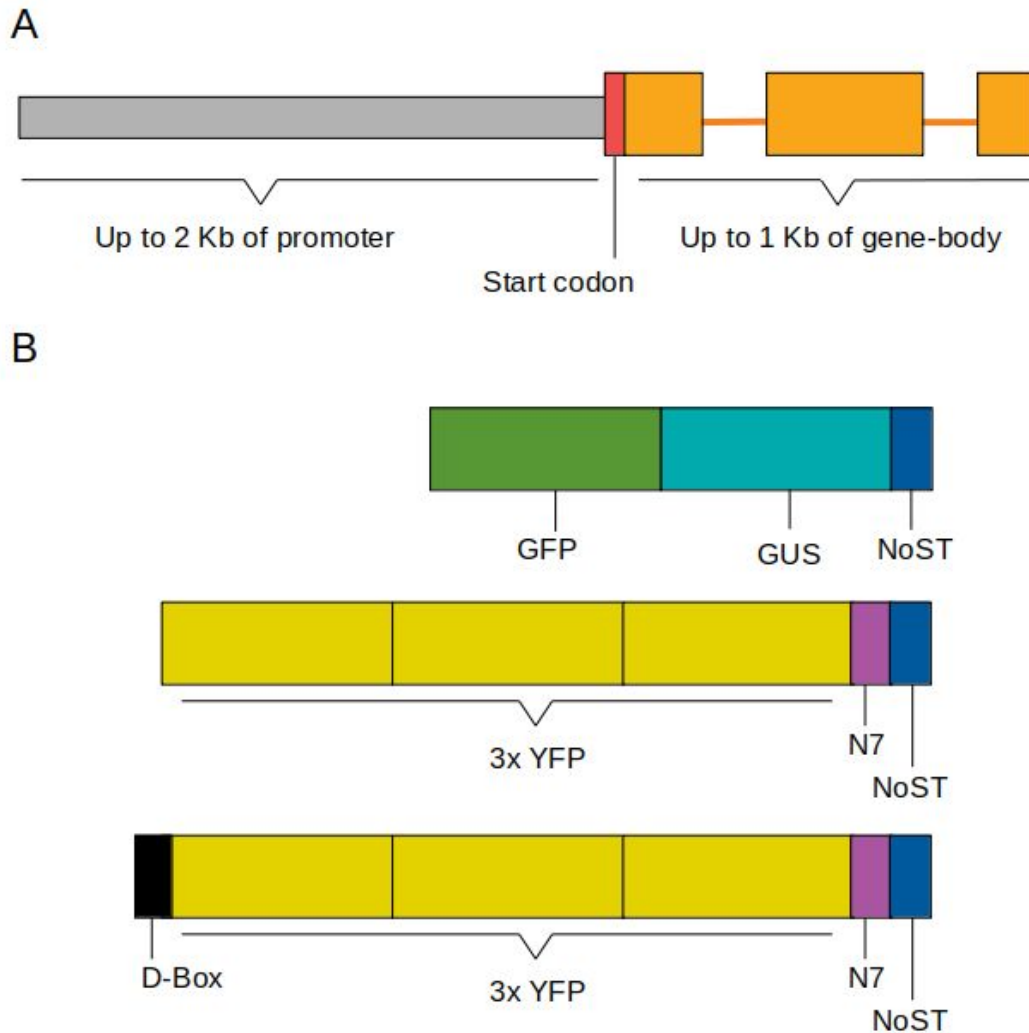 A
Up to 2 Kb of promoter
Up to 1 Kb of gene-body
Start codon
B
GFP
GUS
NoST
3x YFP
N7
NoST
D-Box
3x YFP
N7
NoST